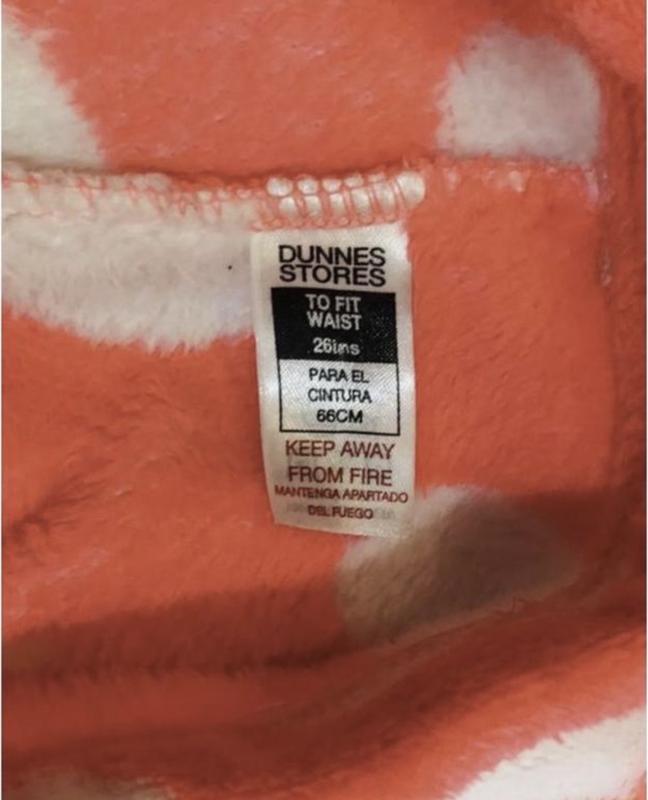 DUNNES
STORES
TO FIT
WAIST
26ins
PARA EL
CINTURA
66CM
KEEP AWAY
FROM FIRE
MANTENGA APARTADO
DEL FUEGO